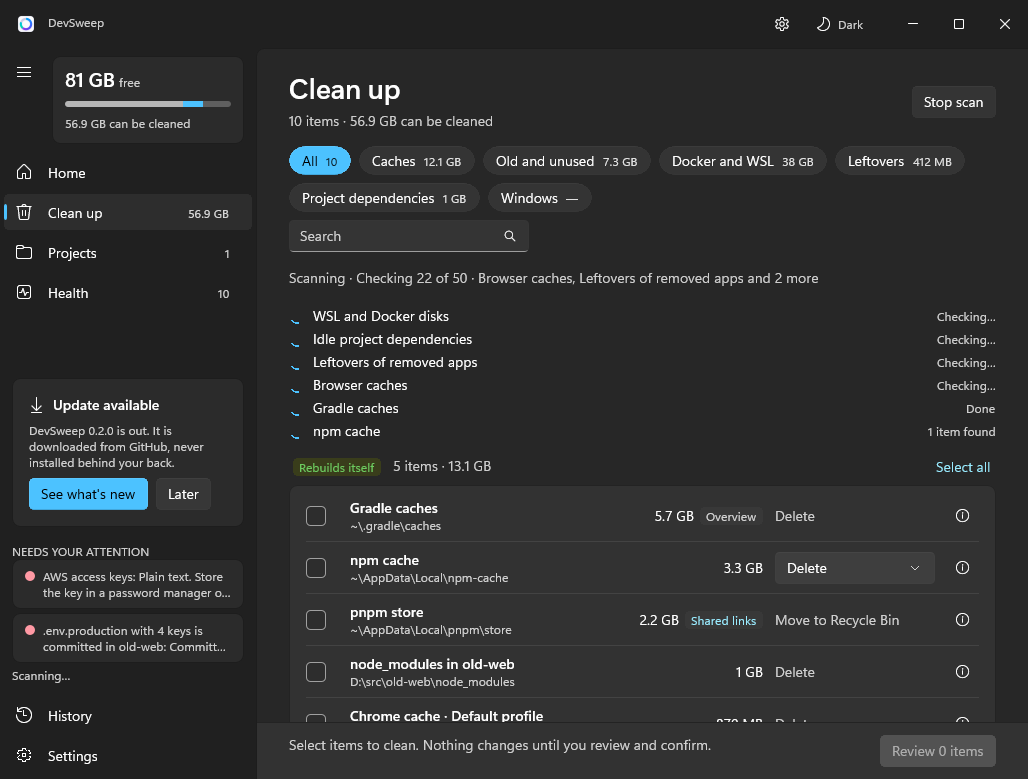 DevSweep
Dark
81 GB free
56.9 GB can be cleaned
Home
Clean up 56.9 GB
Projects 1
Health 10
Update available
DevSweep 0.2.0 is out. It is
downloaded from GitHub, never
installed behind your back.
See what's new Later
NEEDS YOUR ATTENTION
AWS access keys: Plain text. Store
the key in a password manager o...
.env.production with 4 keys is
committed in old-web: Committ...
Scanning...
History
Settings
Clean up
10 items · 56.9 GB can be cleaned
Stop scan
All 10 Caches 12.1 GB Old and unused 7.3 GB Docker and WSL 38 GB Leftovers 412 MB
Project dependencies 1 GB Windows —
Search
Scanning · Checking 22 of 50 · Browser caches, Leftovers of removed apps and 2 more
WSL and Docker disks Checking...
Idle project dependencies Checking...
Leftovers of removed apps Checking...
Browser caches Checking...
Gradle caches Done
npm cache 1 item found
Rebuilds itself 5 items · 13.1 GB Select all
Gradle caches
~\.gradle\caches
5.7 GB Overview Delete
npm cache
~\AppData\Local\npm-cache
3.3 GB Delete
pnpm store
~\AppData\Local\pnpm\store
2.2 GB Shared links Move to Recycle Bin
node_modules in old-web
D:\src\old-web\node_modules
1 GB Delete
Chrome cache · Default profile
Select items to clean. Nothing changes until you review and confirm.
Review 0 items